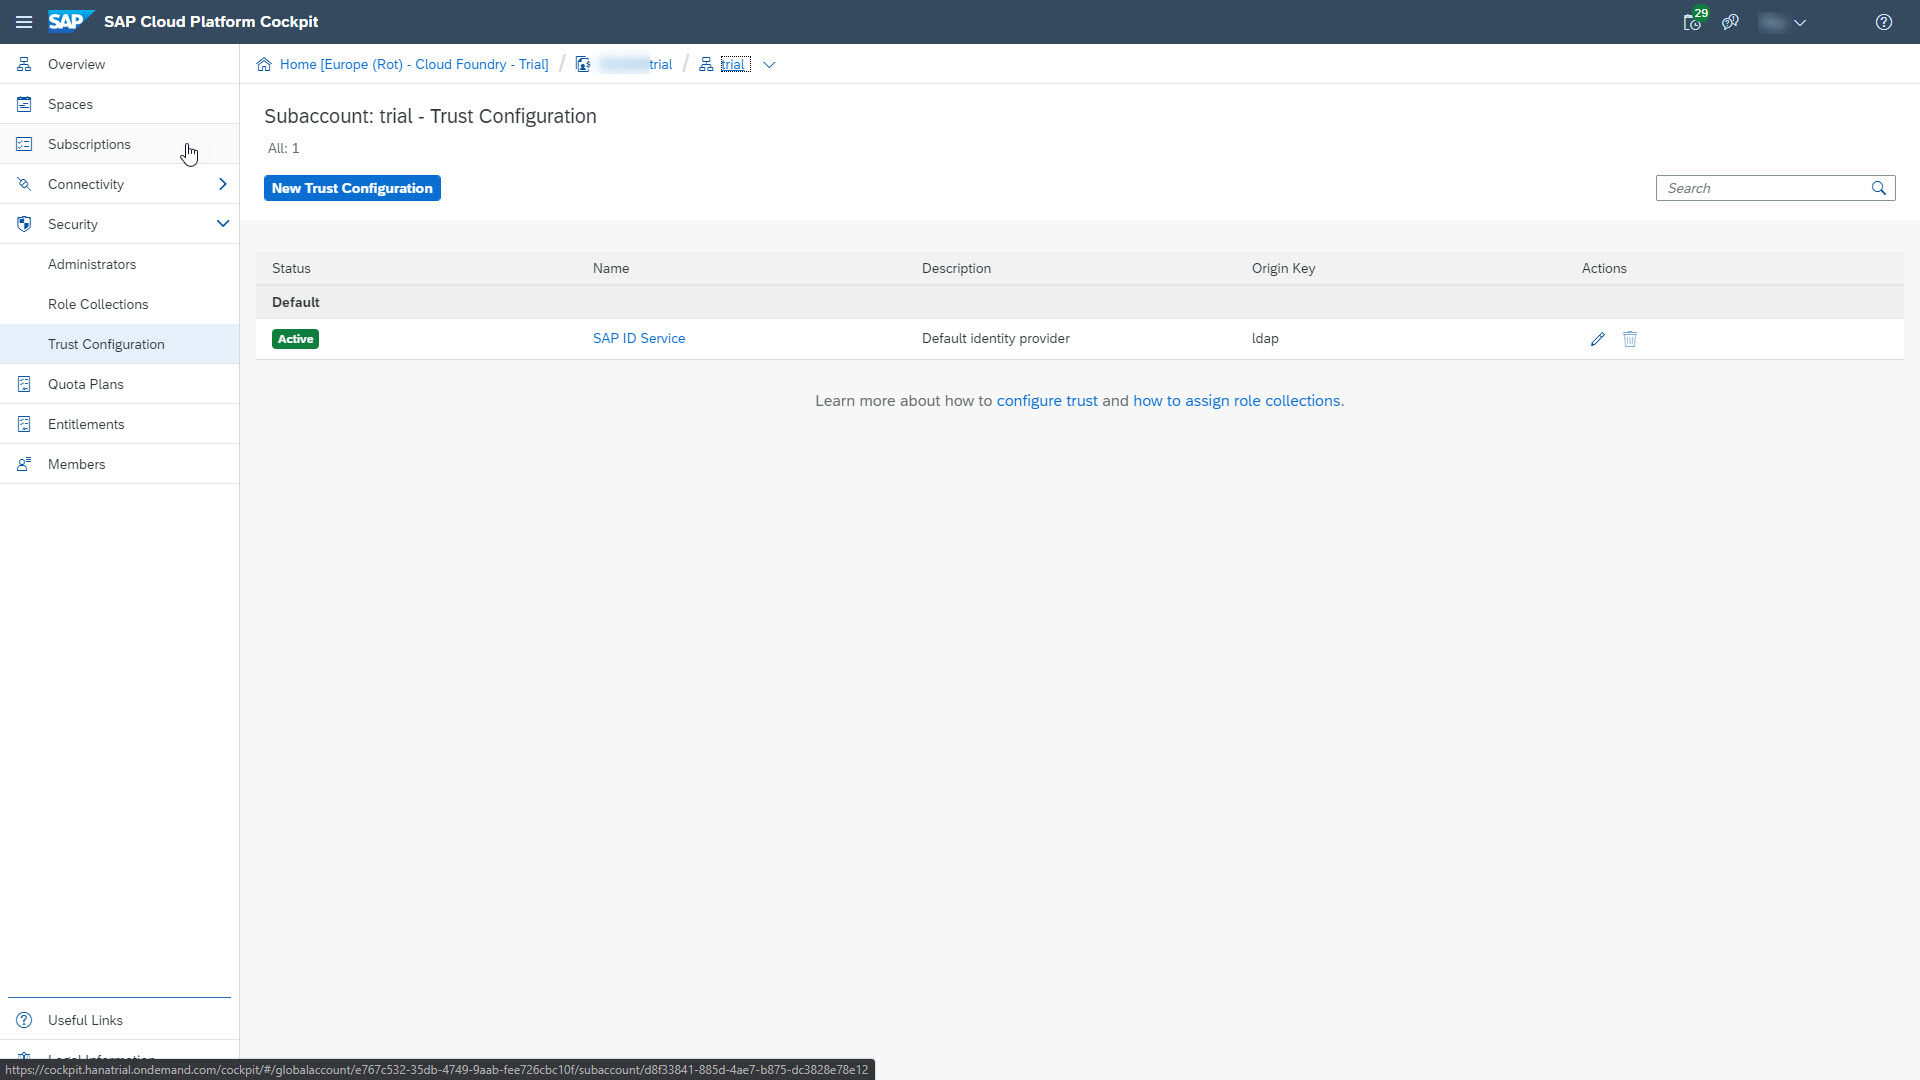 SAP SAP Cloud Platform Cockpit
29
Overview
Spaces
Subscriptions
Connectivity
Security
Administrators
Role Collections
Trust Configuration
Quota Plans
Entitlements
Members
Useful Links
Legal Information
Home [Europe (Rot) - Cloud Foundry - Trial] / trial / trial
Subaccount: trial - Trust Configuration
All: 1
New Trust Configuration
Search
Status Name Description Origin Key Actions
Default
Active SAP ID Service Default identity provider ldap
Learn more about how to configure trust and how to assign role collections.
https://cockpit.hanatrial.ondemand.com/cockpit/#/globalaccount/e767c532-35db-4749-9aab-fee726cbc10f/subaccount/d8f33841-885d-4ae7-b875-dc3828e78e12